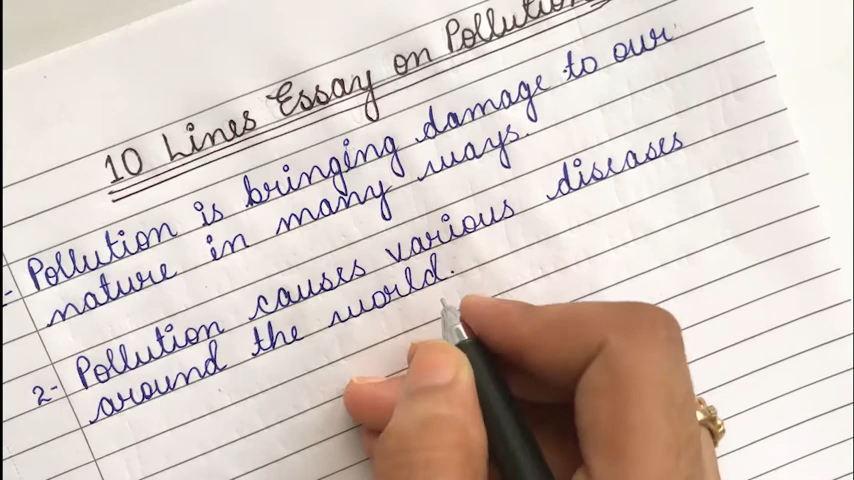 10 Lines Essay on Pollution
- Pollution is bringing damage to our
nature in many ways.
2- Pollution causes various diseases
around the world.